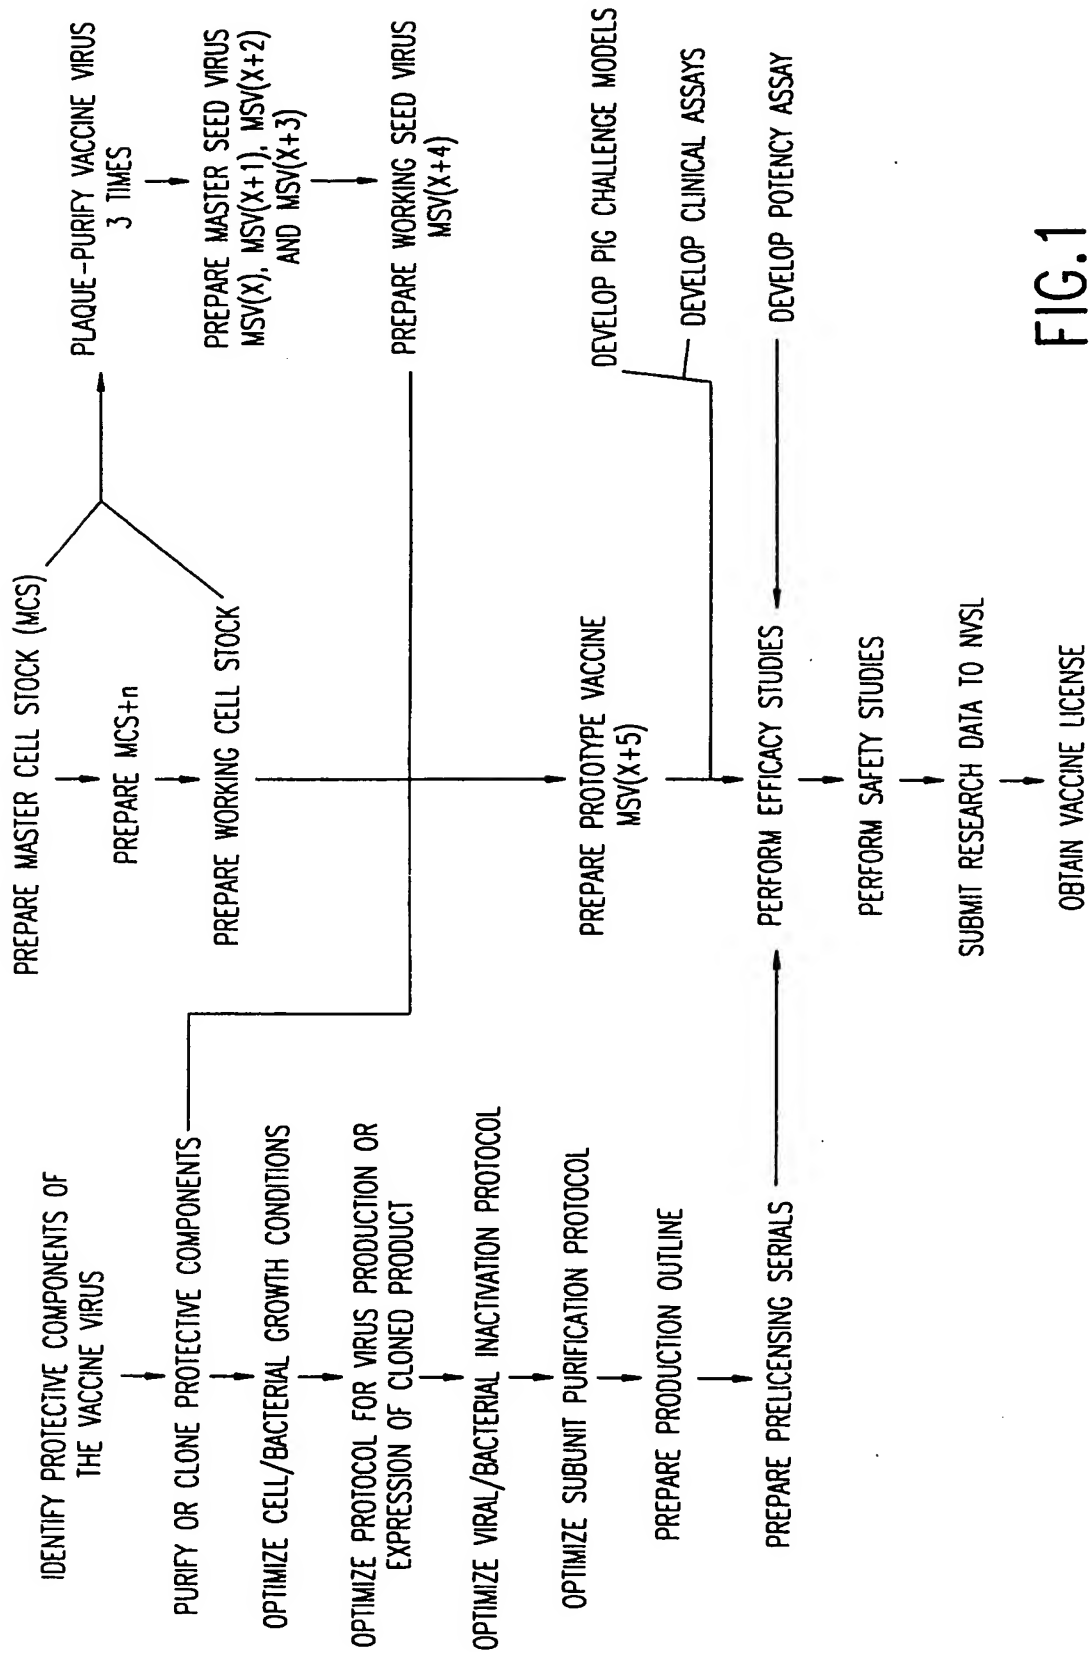 IDENTIFY PROTECTIVE COMPONENTS OF
THE VACCINE VIRUS
PURIFY OR CLONE PROTECTIVE COMPONENTS
OPTIMIZE CELL/BACTERIAL GROWTH CONDITIONS
OPTIMIZE PROTOCOL FOR VIRUS PRODUCTION OR
EXPRESSION OF CLONED PRODUCT
OPTIMIZE VIRAL/BACTERIAL INACTIVATION PROTOCOL
OPTIMIZE SUBUNIT PURIFICATION PROTOCOL
PREPARE PRODUCTION OUTLINE
PREPARE PRELICENSING SERIALS
PREPARE MASTER CELL STOCK (MCS)
PREPARE MCS+n
PREPARE WORKING CELL STOCK
PREPARE PROTOTYPE VACCINE
MSV(X+5)
PERFORM EFFICACY STUDIES
PERFORM SAFETY STUDIES
SUBMIT RESEARCH DATA TO NVSL
OBTAIN VACCINE LICENSE
PLAQUE-PURIFY VACCINE VIRUS
3 TIMES
PREPARE MASTER SEED VIRUS
MSV(X), MSV(X+1), MSV(X+2)
AND MSV(X+3)
PREPARE WORKING SEED VIRUS
MSV(X+4)
DEVELOP PIG CHALLENGE MODELS
DEVELOP CLINICAL ASSAYS
DEVELOP POTENCY ASSAY
FIG.1